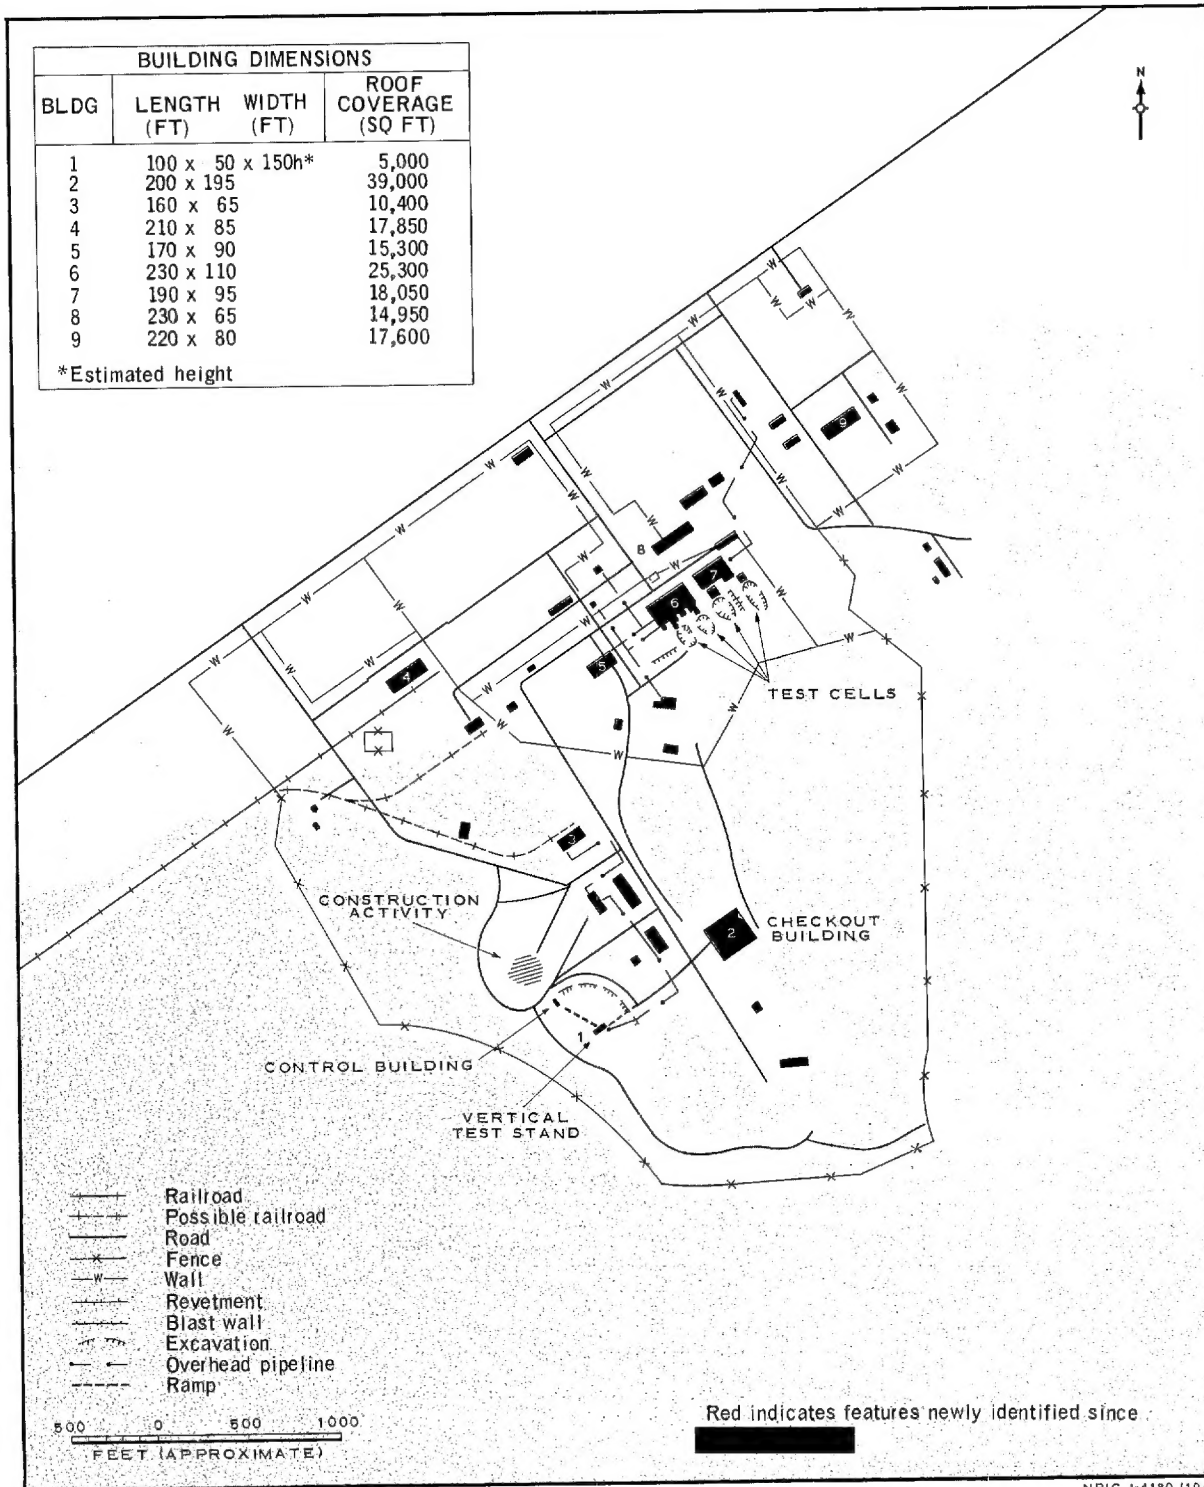 BUILDING DIMENSIONS
BLDG LENGTH (FT) WIDTH (FT) ROOF COVERAGE (SQ FT)
1 100 x 50 x 150h* 5,000
2 200 x 195 39,000
3 160 x 65 10,400
4 210 x 85 17,850
5 170 x 90 15,300
6 230 x 110 25,300
7 190 x 95 18,050
8 230 x 65 14,950
9 220 x 80 17,600
*Estimated height
N
9
8
7
6
5
4
TEST CELLS
3
CONSTRUCTION
ACTIVITY
2
CHECKOUT
BUILDING
1
CONTROL BUILDING
VERTICAL
TEST STAND
Railroad
Possible railroad
Road
Fence
W Wall
Revetment
Blast wall
Excavation
Overhead pipeline
Ramp
500 0 500 1000
FEET (APPROXIMATE)
Red indicates features newly identified since